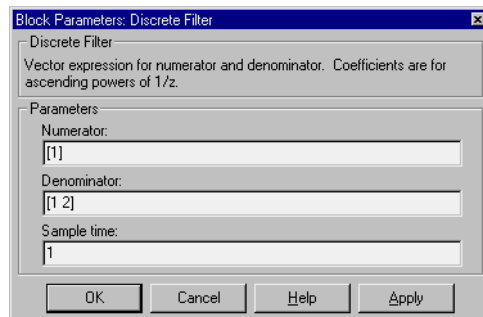 Block Parameters: Discrete Filter
Discrete Filter
Vector expression for numerator and denominator.  Coefficients are for
ascending powers of 1/z.
Parameters
Numerator:
[1]
Denominator:
[1 2]
Sample time:
1
OK
Cancel
Help
Apply